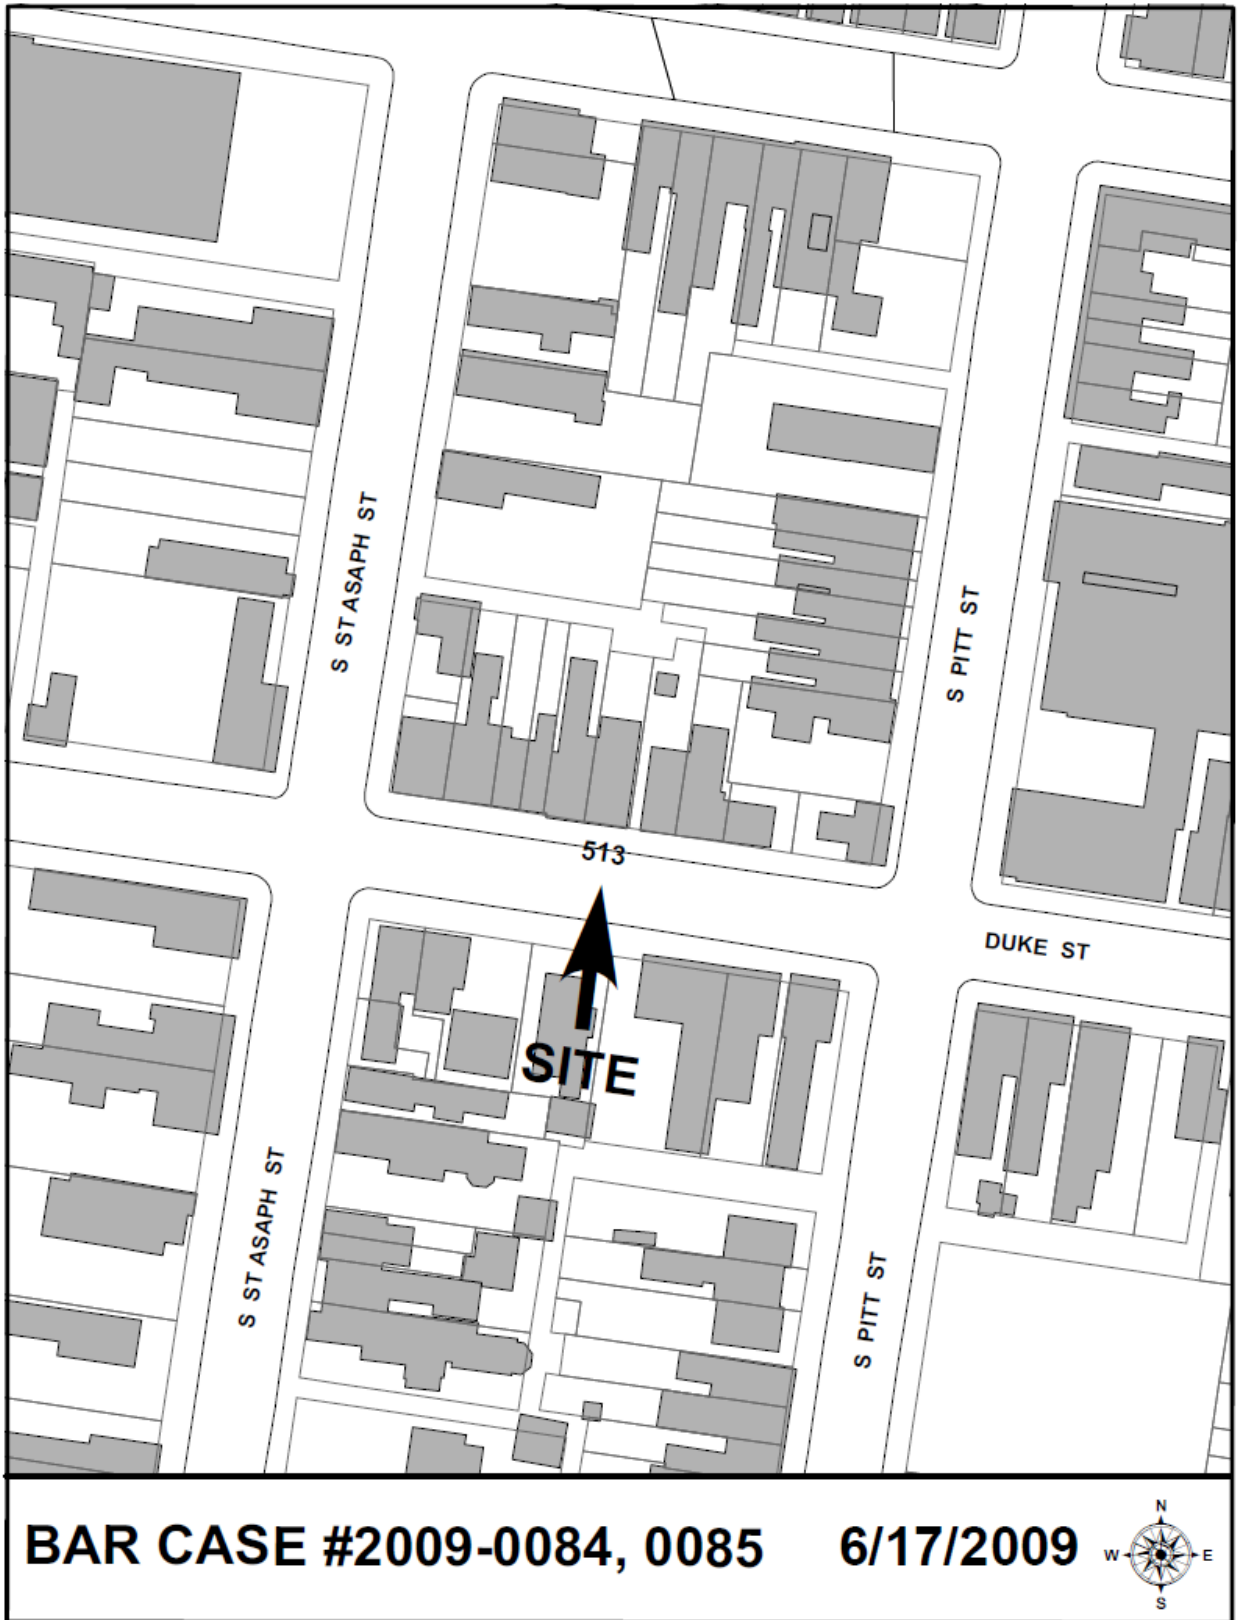 S ST ASAPH ST
S PITT ST
513
DUKE ST
SITE
S ST ASAPH ST
S PITT ST
BAR CASE #2009-0084, 0085 6/17/2009
N
W E
S